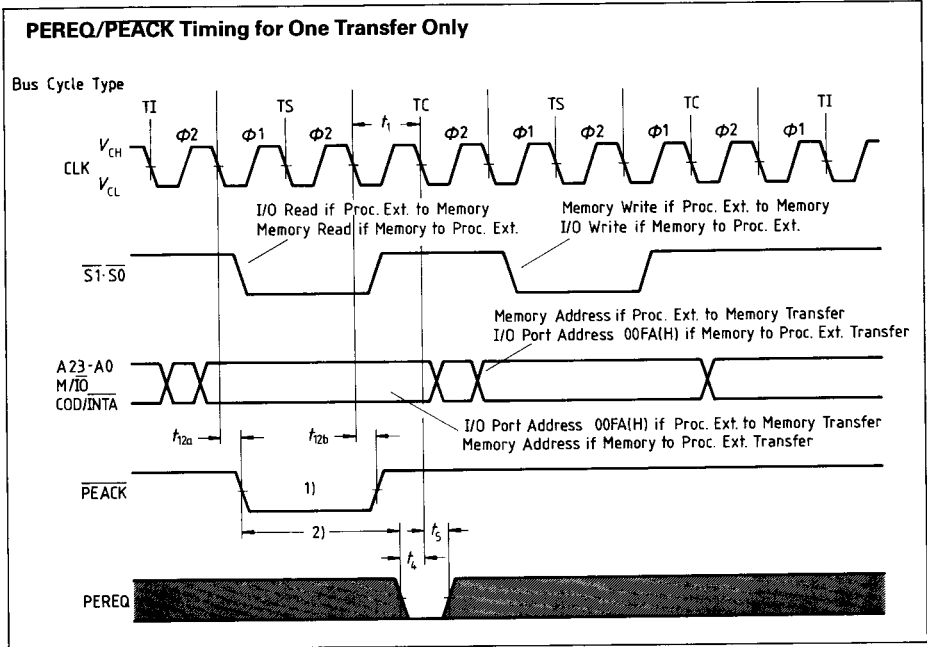 PEREQ/PEACK Timing for One Transfer Only
Bus Cycle Type
TI TS TC TS TC TI
Φ2 Φ1 Φ2 t1 Φ2 Φ1 Φ2 Φ1 Φ2 Φ1
VCH
CLK
VCL
I/O Read if Proc. Ext. to Memory
Memory Read if Memory to Proc. Ext.
Memory Write if Proc. Ext. to Memory
I/O Write if Memory to Proc. Ext.
S1·S0
Memory Address if Proc. Ext. to Memory Transfer
I/O Port Address 00FA(H) if Memory to Proc. Ext. Transfer
A23-A0
M/IO
COD/INTA
I/O Port Address 00FA(H) if Proc. Ext. to Memory Transfer
Memory Address if Memory to Proc. Ext. Transfer
t12a t12b
PEACK
1)
2)
t5
t4
PEREQ